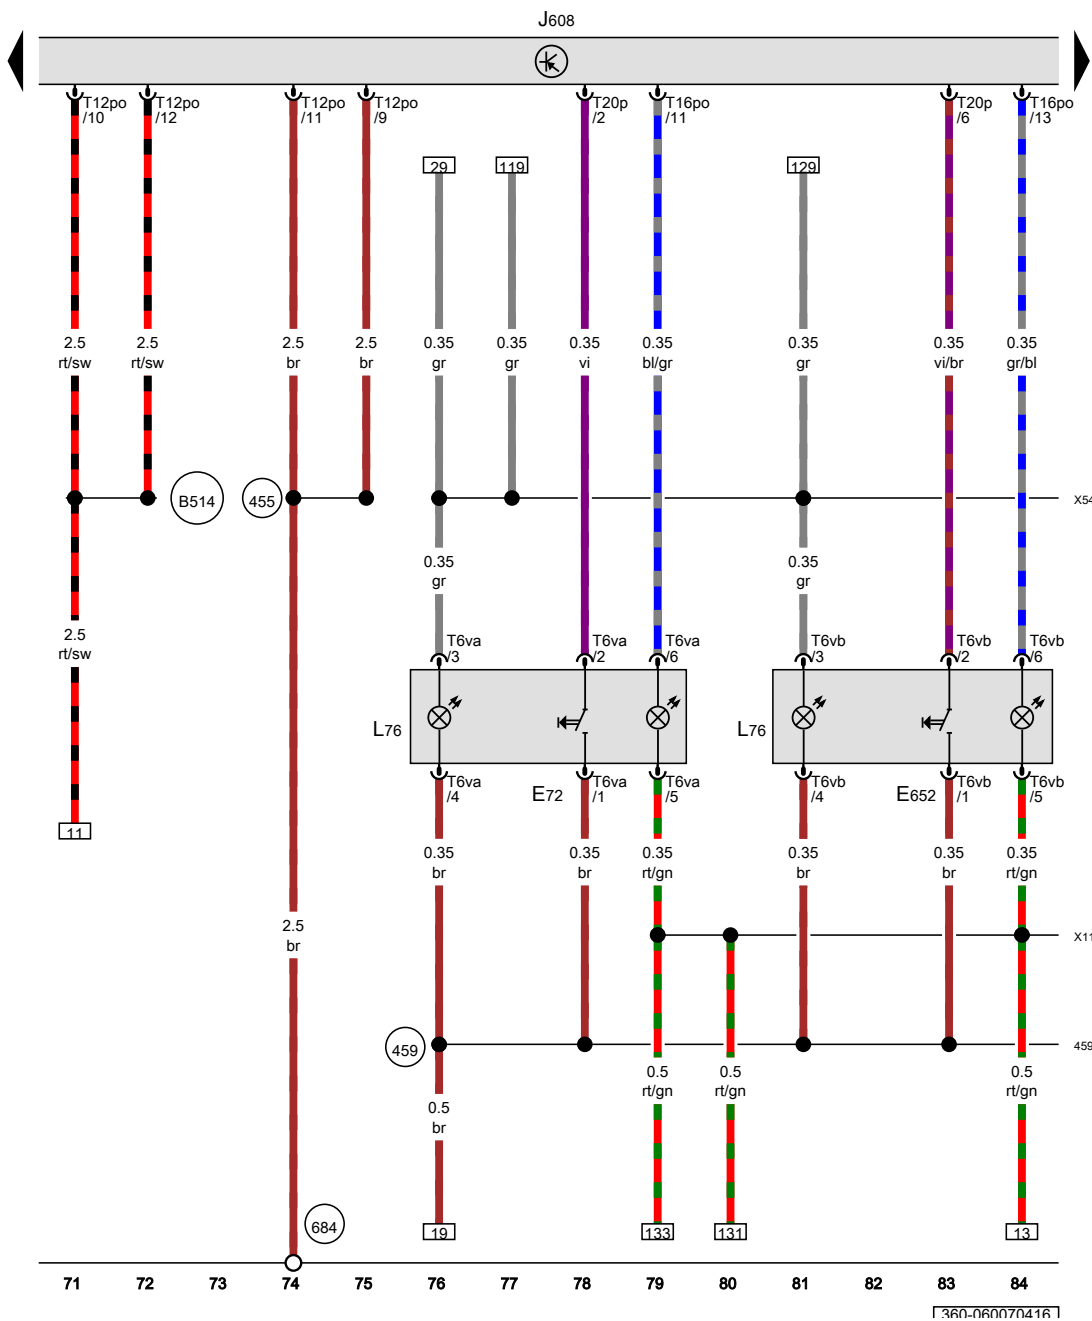 J608
T12po T12po T12po T12po T20p T16po T20p T16po
/10 /12 /11 /9 /2 /11 /6 /13
29 119 129
2.5 2.5 2.5 2.5 0.35 0.35 0.35 0.35 0.35 0.35 0.35
rt/sw rt/sw br br gr gr vi bl/gr gr vi/br gr/bl
B514 455 X54
0.35 0.35
gr gr
2.5
rt/sw
T6va T6va T6va T6vb T6vb T6vb
/3 /2 /6 /3 /2 /6
L76 L76
T6va T6va T6va T6vb T6vb T6vb
/4 E72 /1 /5 /4 E652 /1 /5
11
0.35 0.35 0.35 0.35 0.35 0.35
br br rt/gn br br rt/gn
2.5
br
X11
459 459
0.5 0.5 0.5
rt/gn rt/gn rt/gn
0.5
br
684
19 133 131 13
71 72 73 74 75 76 77 78 79 80 81 82 83 84
360-060070416